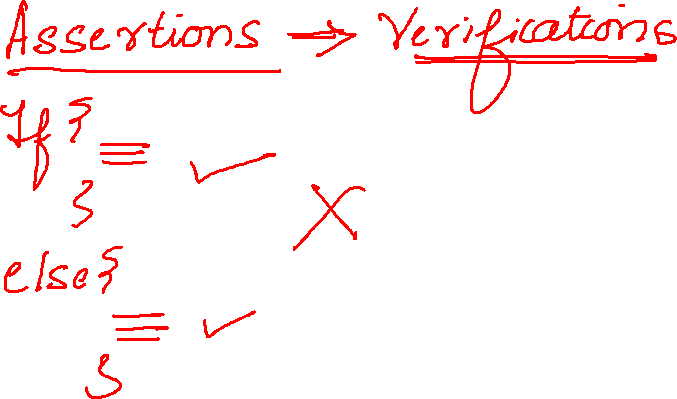 Assertions → Verifications
If {
}
else {
}